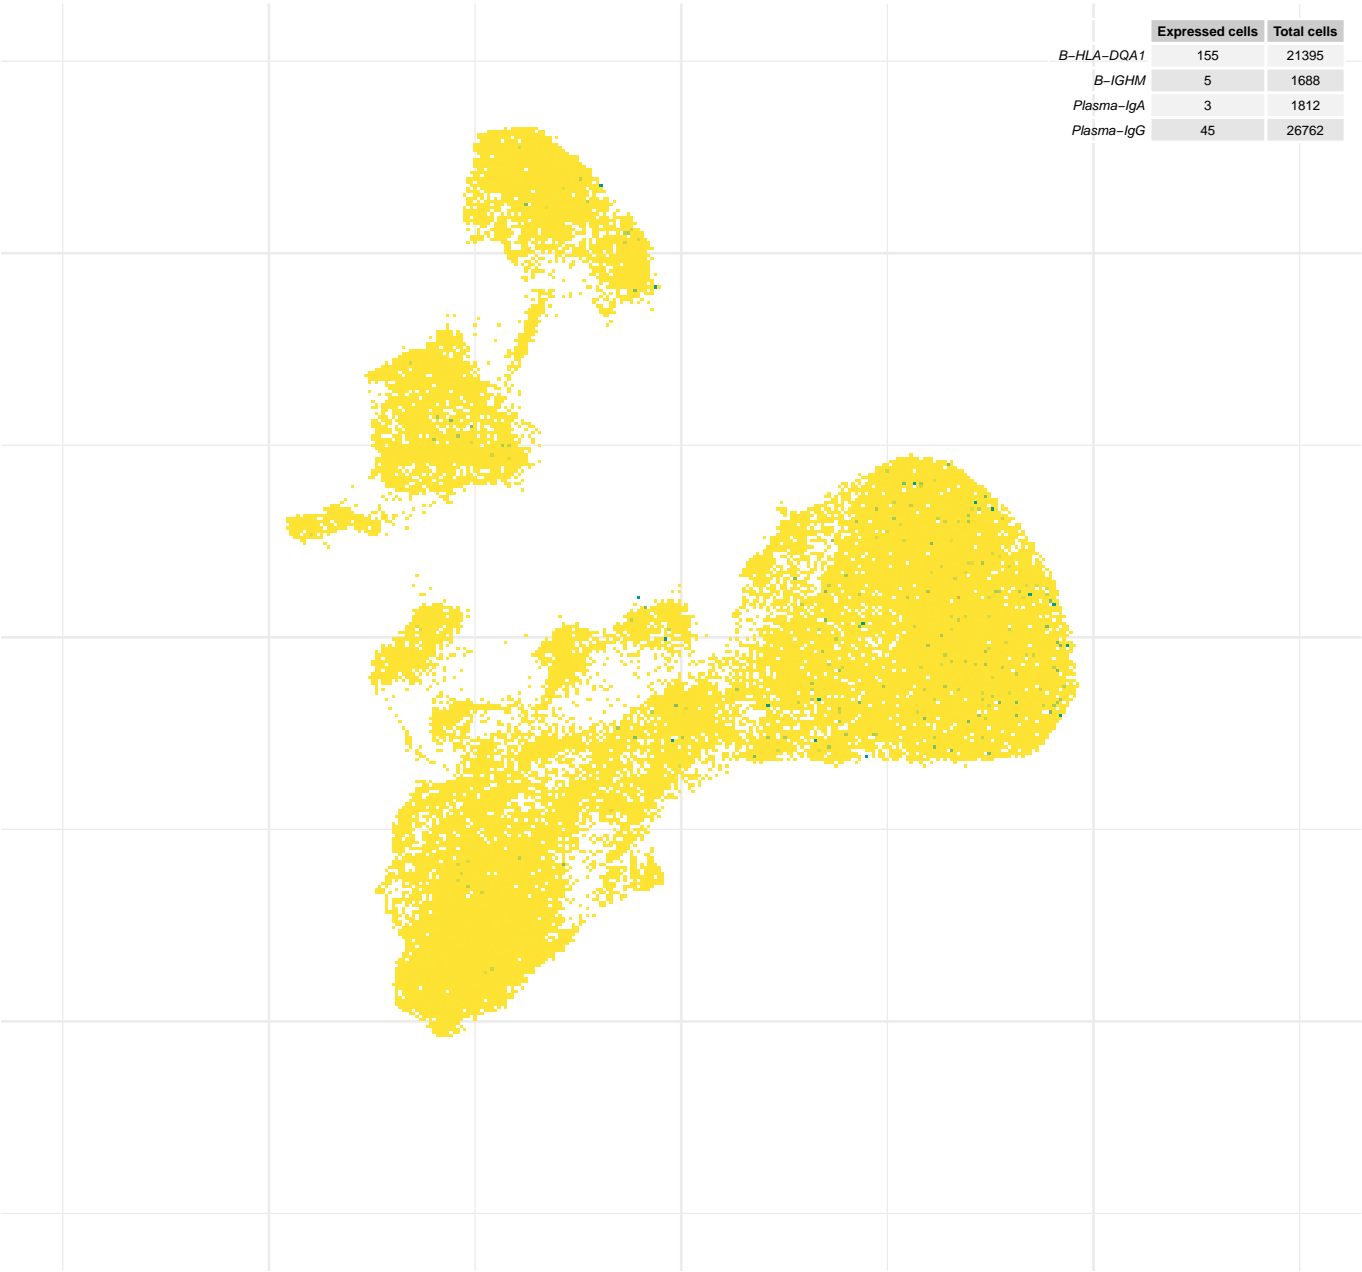 Expressed cells Total cells
B−HLA−DQA1 155 21395
B−IGHM 5 1688
Plasma−IgA 3 1812
Plasma−IgG 45 26762